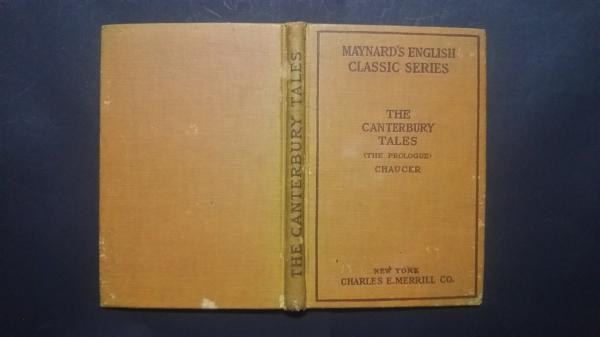 THE CANTERBURY TALES
MAYNARD'S ENGLISH
CLASSIC SERIES
THE
CANTERBURY
TALES
(THE PROLOGUE)
CHAUCER
NEW YORK
CHARLES E. MERRILL CO.